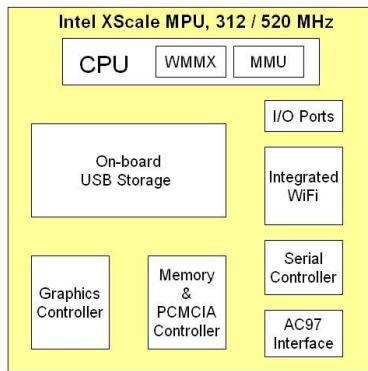 Intel XScale MPU, 312 / 520 MHz
CPU
WMMX
MMU
I/O Ports
On-board
USB Storage
Integrated
WiFi
Graphics
Controller
Memory
&
PCMCIA
Controller
Serial
Controller
AC97
Interface